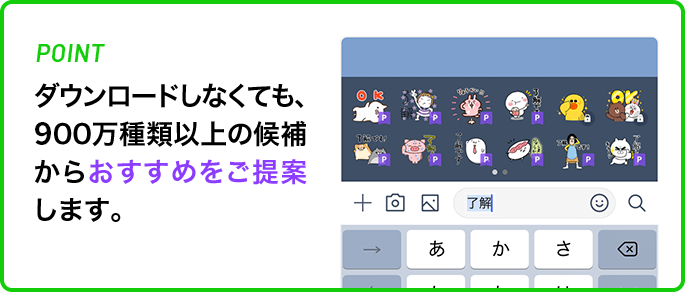 POINT
ダウンロードしなくても、
900万種類以上の候補
からおすすめをご提案
します。
OK
OK
了解
→
あ
か
さ